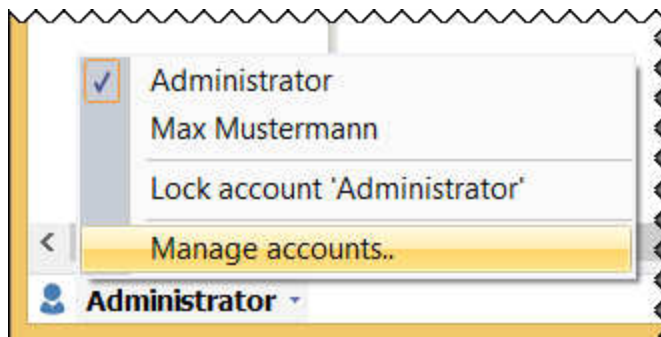 Administrator
Max Mustermann
Lock account 'Administrator'
Manage accounts..
Administrator